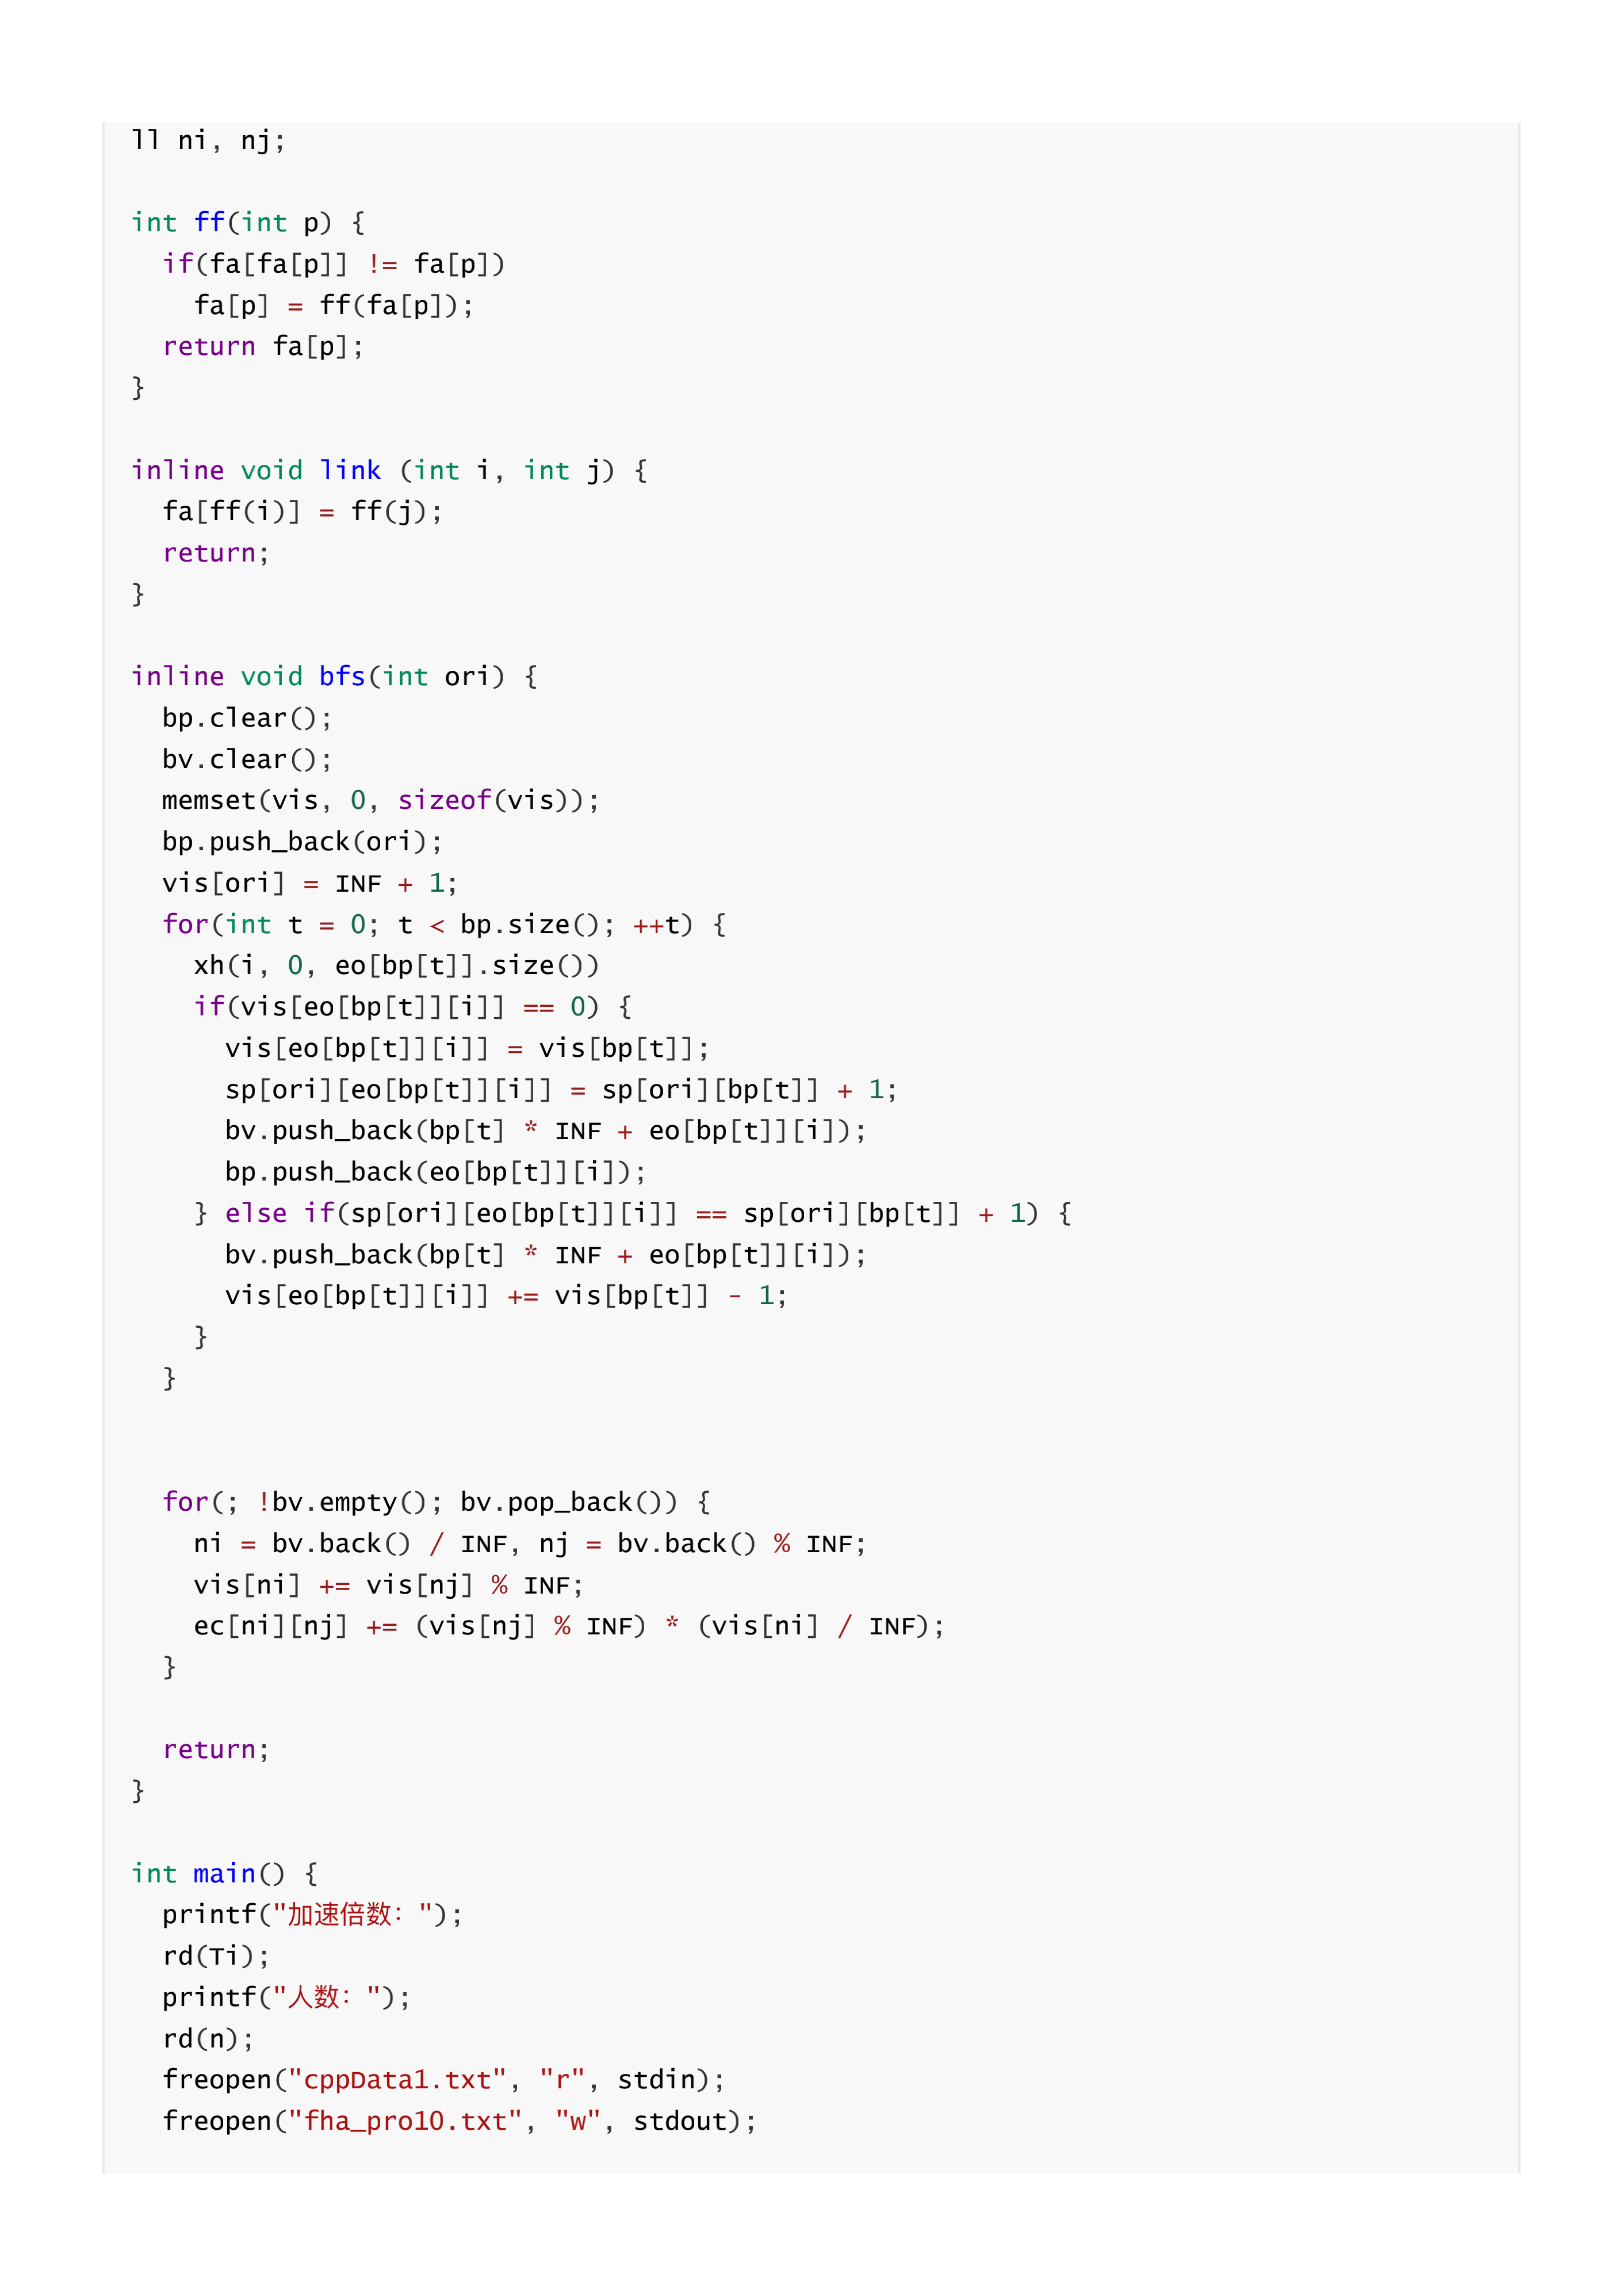 ll ni, nj;
int ff(int p) {
  if(fa[fa[p]] != fa[p])
    fa[p] = ff(fa[p]);
  return fa[p];
}
inline void link (int i, int j) {
  fa[ff(i)] = ff(j);
  return;
}
inline void bfs(int ori) {
  bp.clear();
  bv.clear();
  memset(vis, 0, sizeof(vis));
  bp.push_back(ori);
  vis[ori] = INF + 1;
  for(int t = 0; t < bp.size(); ++t) {
    xh(i, 0, eo[bp[t]].size())
    if(vis[eo[bp[t]][i]] == 0) {
      vis[eo[bp[t]][i]] = vis[bp[t]];
      sp[ori][eo[bp[t]][i]] = sp[ori][bp[t]] + 1;
      bv.push_back(bp[t] * INF + eo[bp[t]][i]);
      bp.push_back(eo[bp[t]][i]);
    } else if(sp[ori][eo[bp[t]][i]] == sp[ori][bp[t]] + 1) {
      bv.push_back(bp[t] * INF + eo[bp[t]][i]);
      vis[eo[bp[t]][i]] += vis[bp[t]] - 1;
    }
  }
  for(; !bv.empty(); bv.pop_back()) {
    ni = bv.back() / INF, nj = bv.back() % INF;
    vis[ni] += vis[nj] % INF;
    ec[ni][nj] += (vis[nj] % INF) * (vis[ni] / INF);
  }
  return;
}
int main() {
  printf("加速倍数：");
  rd(Ti);
  printf("人数：");
  rd(n);
  freopen("cppData1.txt", "r", stdin);
  freopen("fha_pro10.txt", "w", stdout);